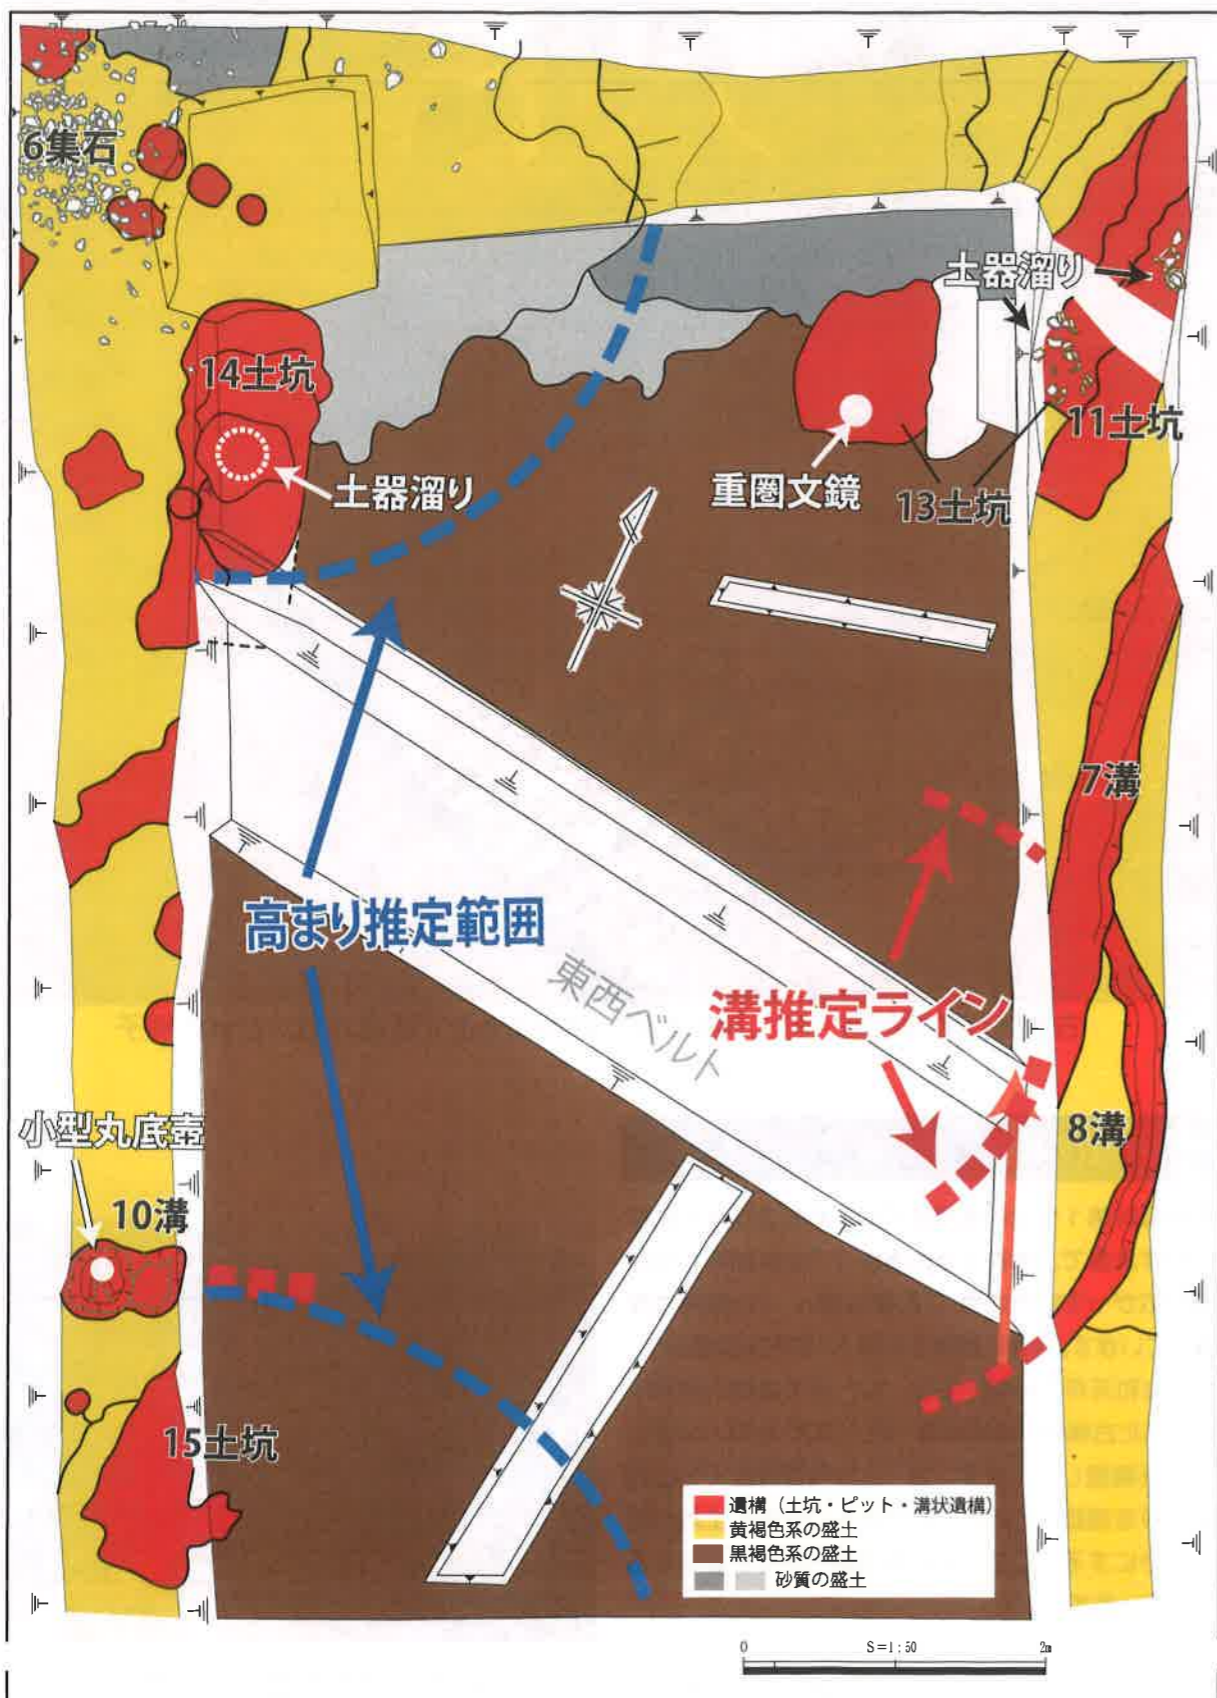 6集石
土器溜り
14土坑
11土坑
土器溜り
重圏文鏡
13土坑
7溝
高まり推定範囲
東西ベルト
溝推定ライン
小型丸底壺
8溝
10溝
15土坑
遺構（土坑・ピット・溝状遺構）
黄褐色系の盛土
黒褐色系の盛土
砂質の盛土
0 S=1:50 2m